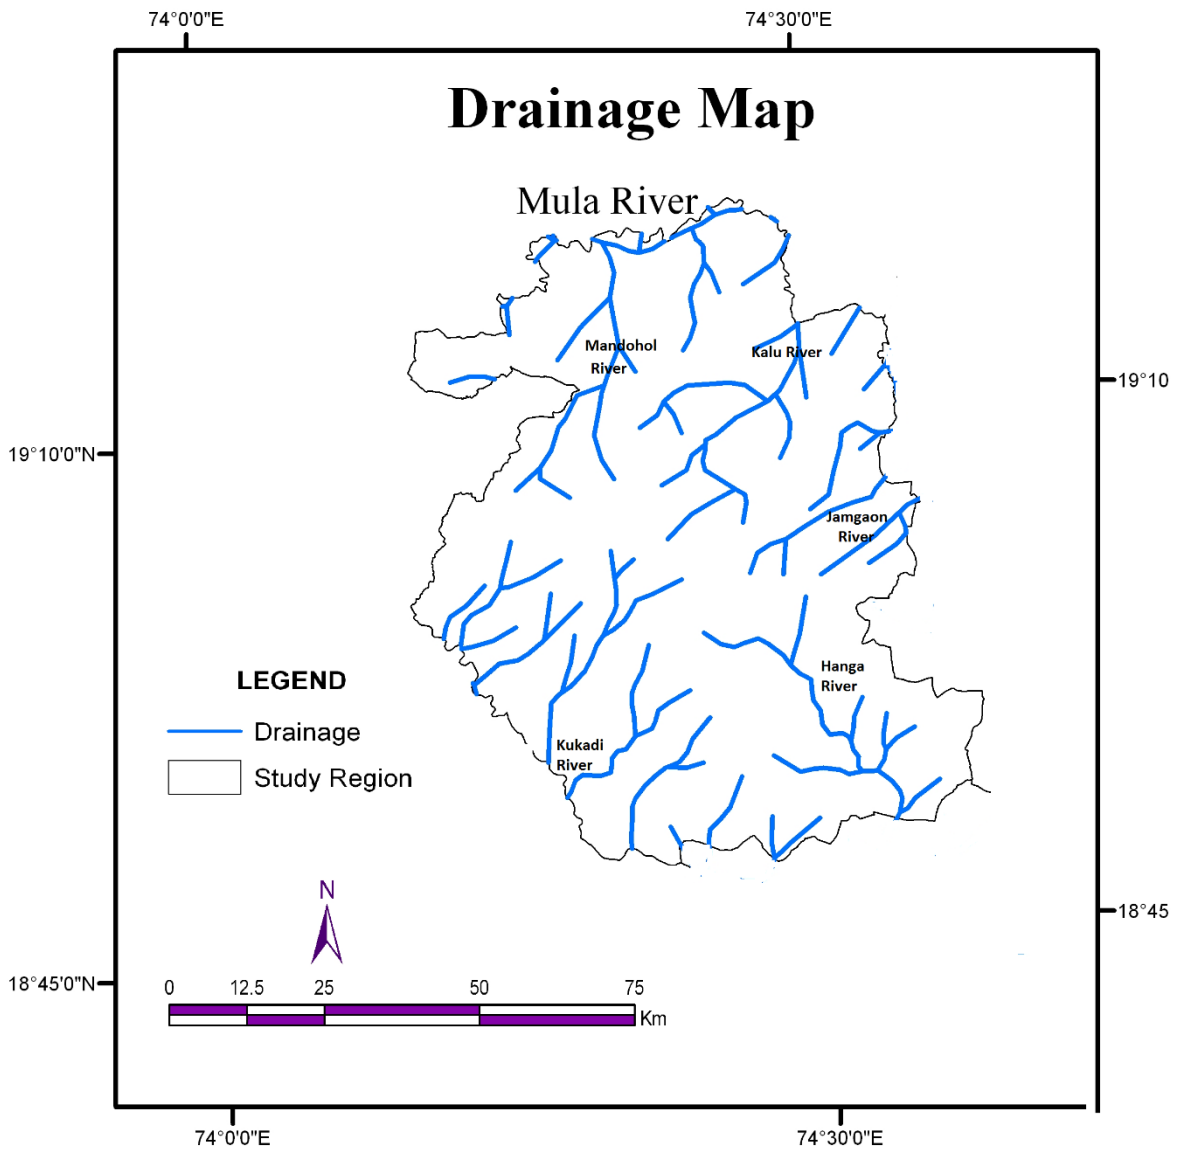 74°0'0"E
74°30'0"E
Drainage Map
Mula River
Mandohol
River
Kalu River
19°10
19°10'0"N
Jamgaon
River
Hanga
River
LEGEND
Drainage
Study Region
Kukadi
River
N
18°45
18°45'0"N
0 12.5 25 50 75
Km
74°0'0"E
74°30'0"E